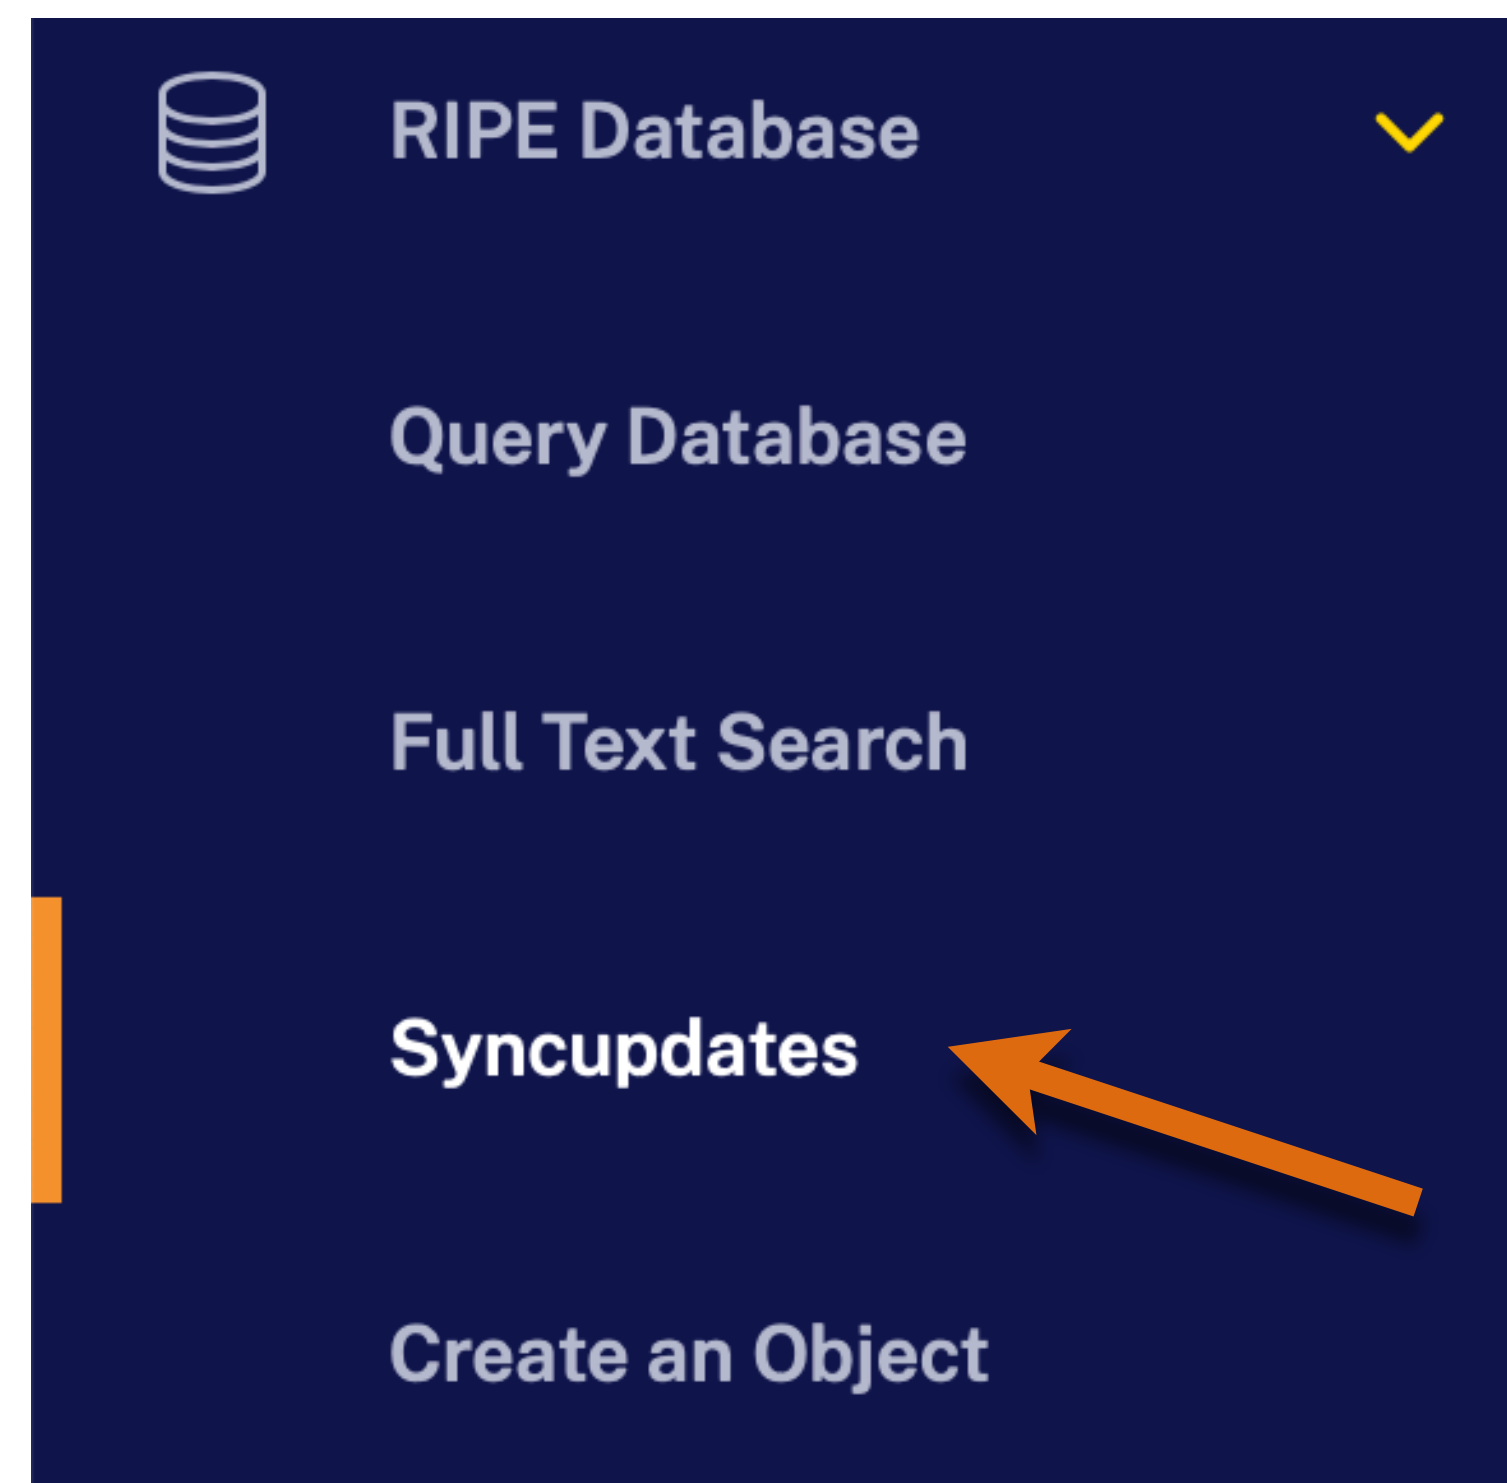 RIPE Database
Query Database
Full Text Search
Syncupdates
Create an Object